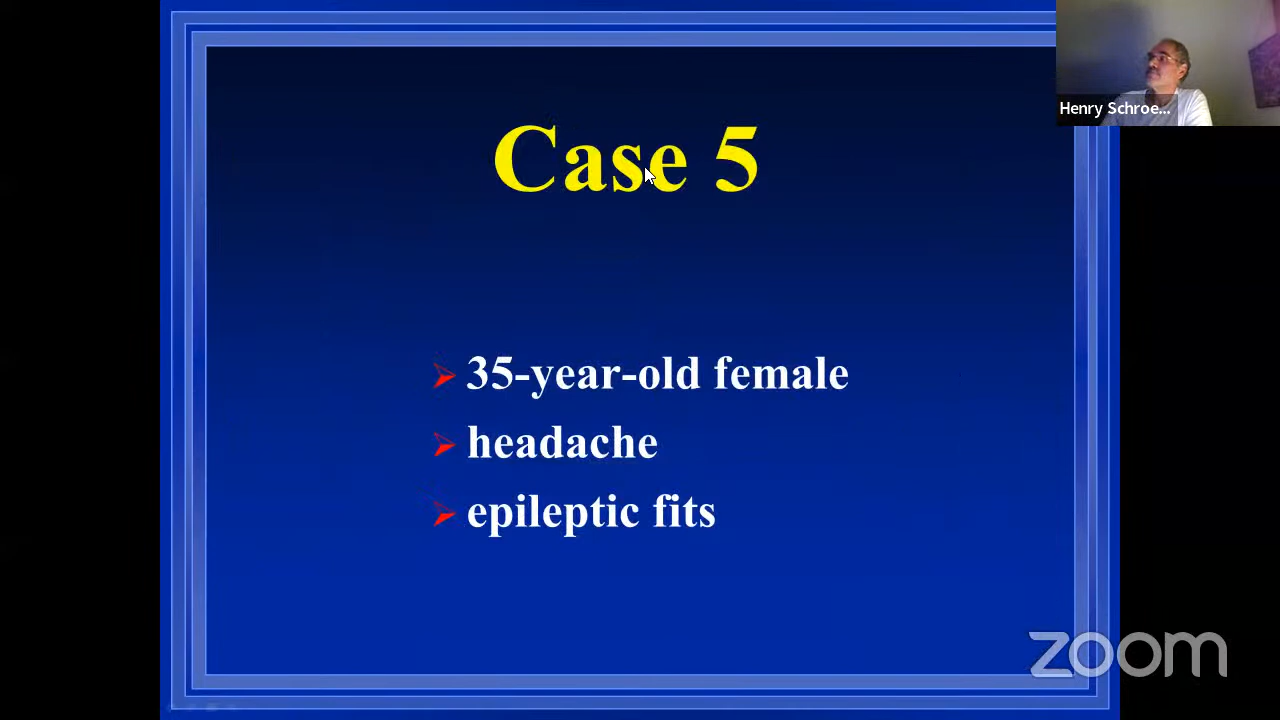 Henry Schroe...
Case 5
35-year-old female
headache
epileptic fits
zoom